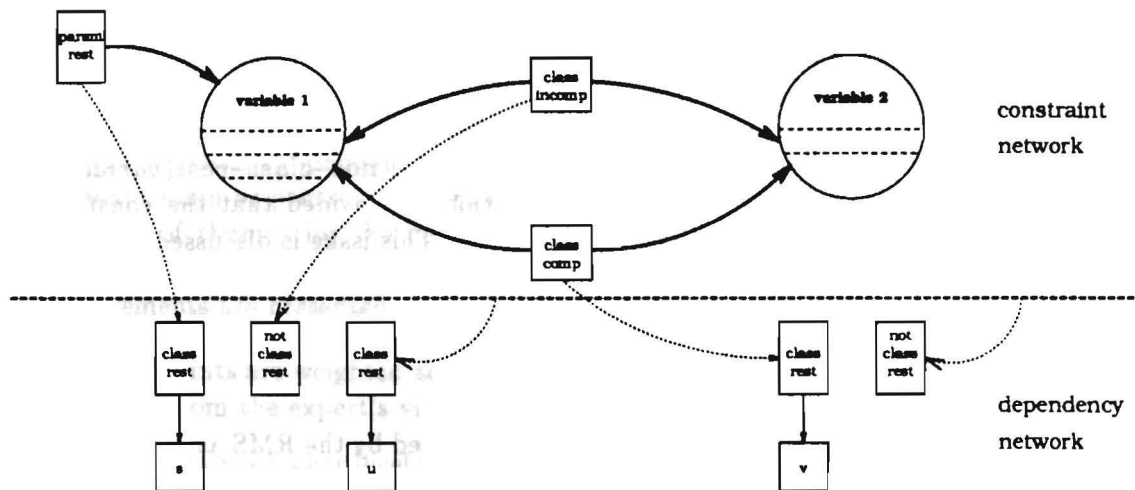 param
rest
variable 1
class
incomp
variable 2
constraint
network
class
comp
class
rest
not
class
rest
class
rest
class
rest
not
class
rest
dependency
network
s
u
v